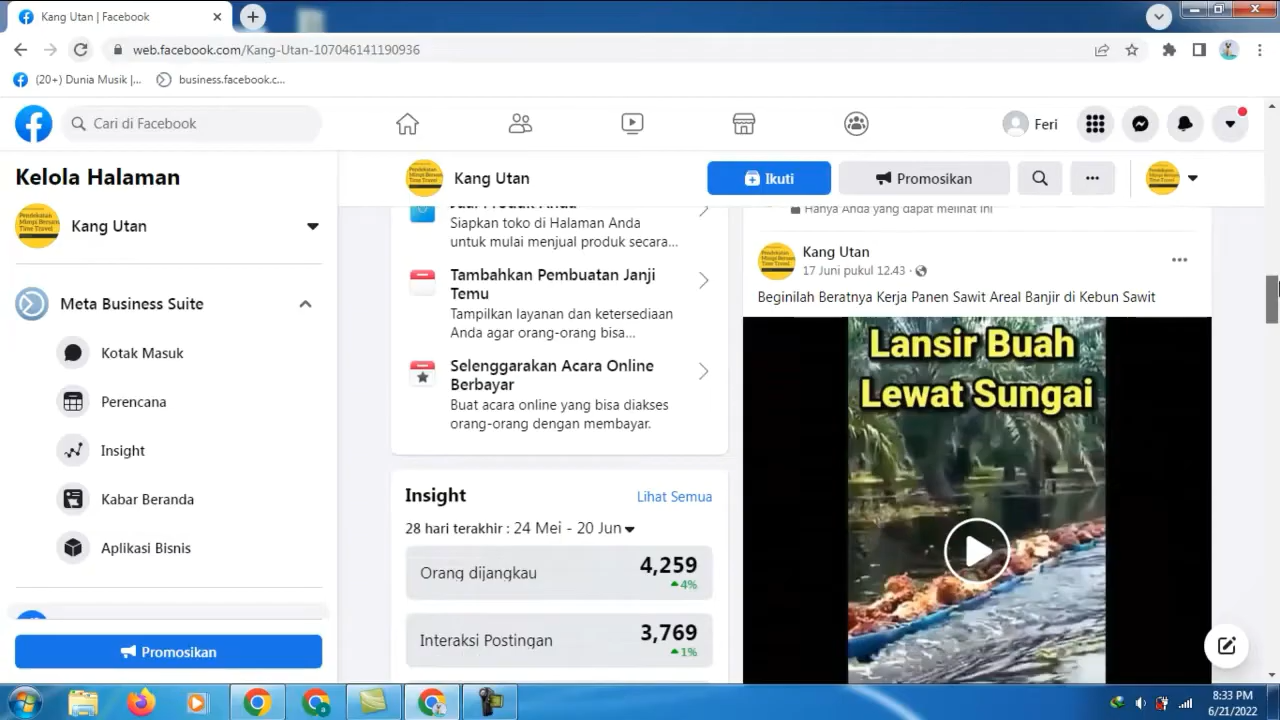 Kang Utan | Facebook
web.facebook.com/Kang-Utan-107046141190936
(20+) Dunia Musik |...
business.facebook.c...
Cari di Facebook
Feri
Kelola Halaman
Kang Utan
Meta Business Suite
Kotak Masuk
Perencana
Insight
Kabar Beranda
Aplikasi Bisnis
Promosikan
Kang Utan
Ikuti
Promosikan
Jual Produk Anda
Siapkan toko di Halaman Anda
untuk mulai menjual produk secara...
Tambahkan Pembuatan Janji
Temu
Tampilkan layanan dan ketersediaan
Anda agar orang-orang bisa...
Selenggarakan Acara Online
Berbayar
Buat acara online yang bisa diakses
orang-orang dengan membayar.
Insight
Lihat Semua
28 hari terakhir : 24 Mei - 20 Jun
Orang dijangkau
4,259
4%
Interaksi Postingan
3,769
1%
Hanya Anda yang dapat melihat ini
Kang Utan
17 Juni pukul 12.43 ·
Beginilah Beratnya Kerja Panen Sawit Areal Banjir di Kebun Sawit
Lansir Buah
Lewat Sungai
8:33 PM
6/21/2022